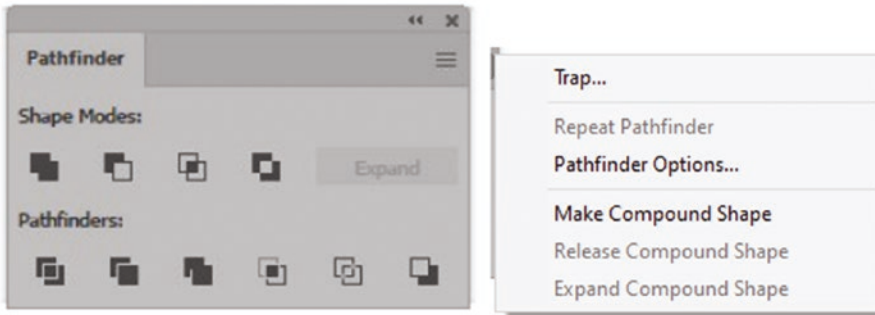 Pathfinder
Shape Modes:
Expand
Pathfinders:
Trap...
Repeat Pathfinder
Pathfinder Options...
Make Compound Shape
Release Compound Shape
Expand Compound Shape